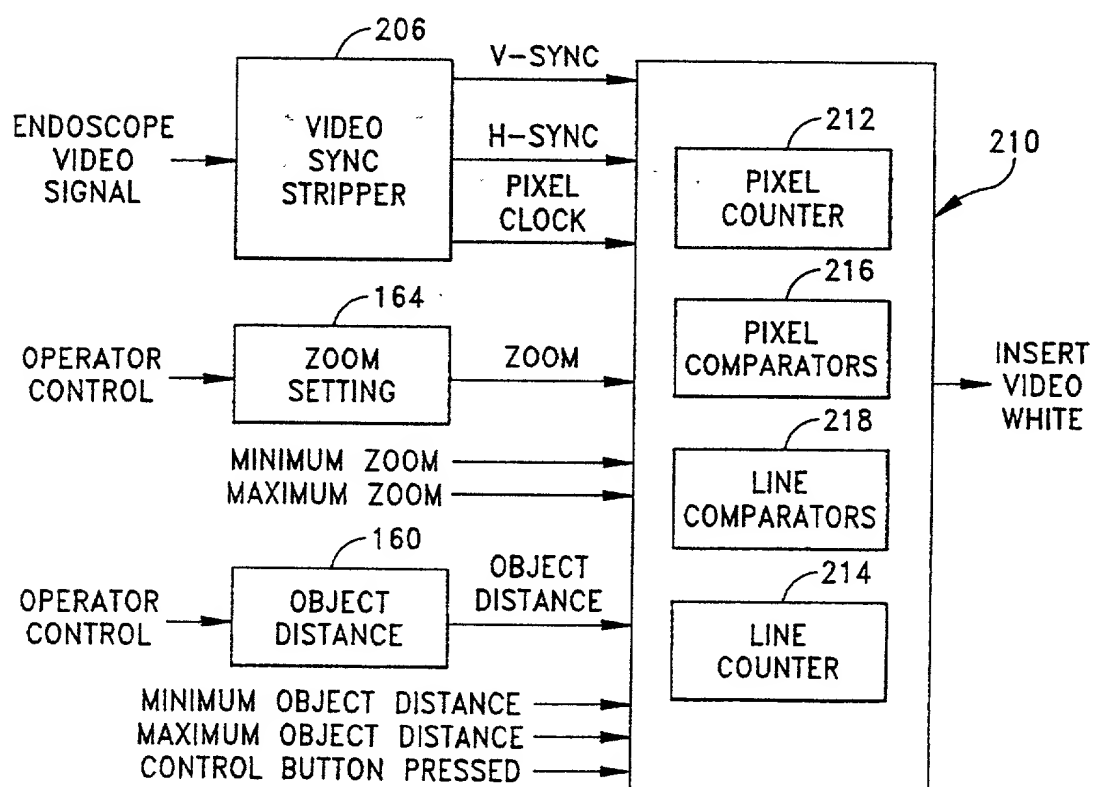 206
V-SYNC
ENDOSCOPE
VIDEO
SIGNAL
VIDEO
SYNC
STRIPPER
H-SYNC
PIXEL
CLOCK
212
PIXEL
COUNTER
210
164
OPERATOR
CONTROL
ZOOM
SETTING
ZOOM
216
PIXEL
COMPARATORS
INSERT
VIDEO
WHITE
MINIMUM ZOOM
MAXIMUM ZOOM
218
LINE
COMPARATORS
160
OPERATOR
CONTROL
OBJECT
DISTANCE
OBJECT
DISTANCE
214
LINE
COUNTER
MINIMUM OBJECT DISTANCE
MAXIMUM OBJECT DISTANCE
CONTROL BUTTON PRESSED